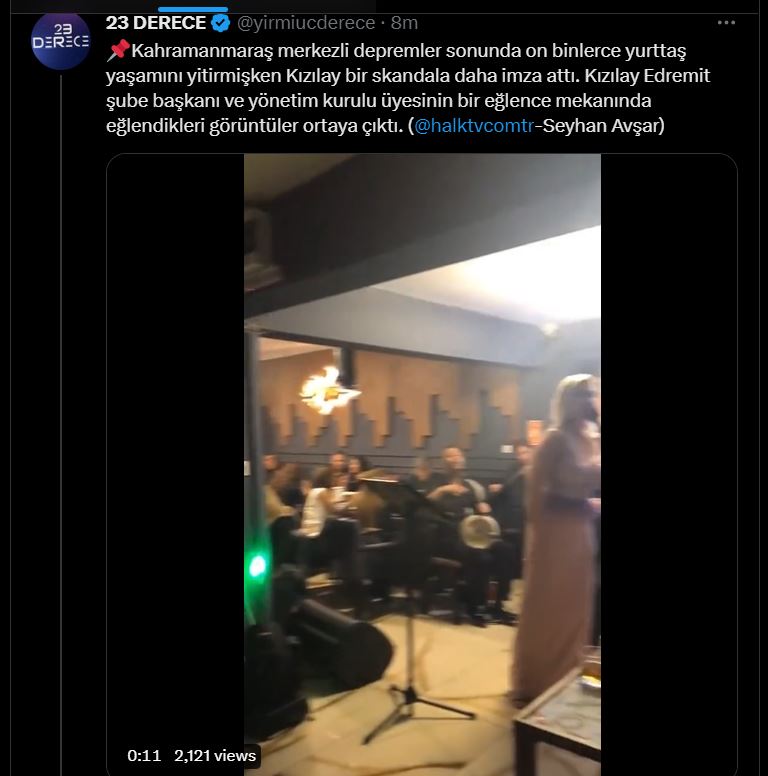 23 DERECE @yirmiucderece · 8m
23
DERECE
📌Kahramanmaraş merkezli depremler sonunda on binlerce yurttaş
yaşamını yitirmişken Kızılay bir skandala daha imza attı. Kızılay Edremit
şube başkanı ve yönetim kurulu üyesinin bir eğlence mekanında
eğlendikleri görüntüler ortaya çıktı. (@halktvcomtr-Seyhan Avşar)
0:11 2,121 views